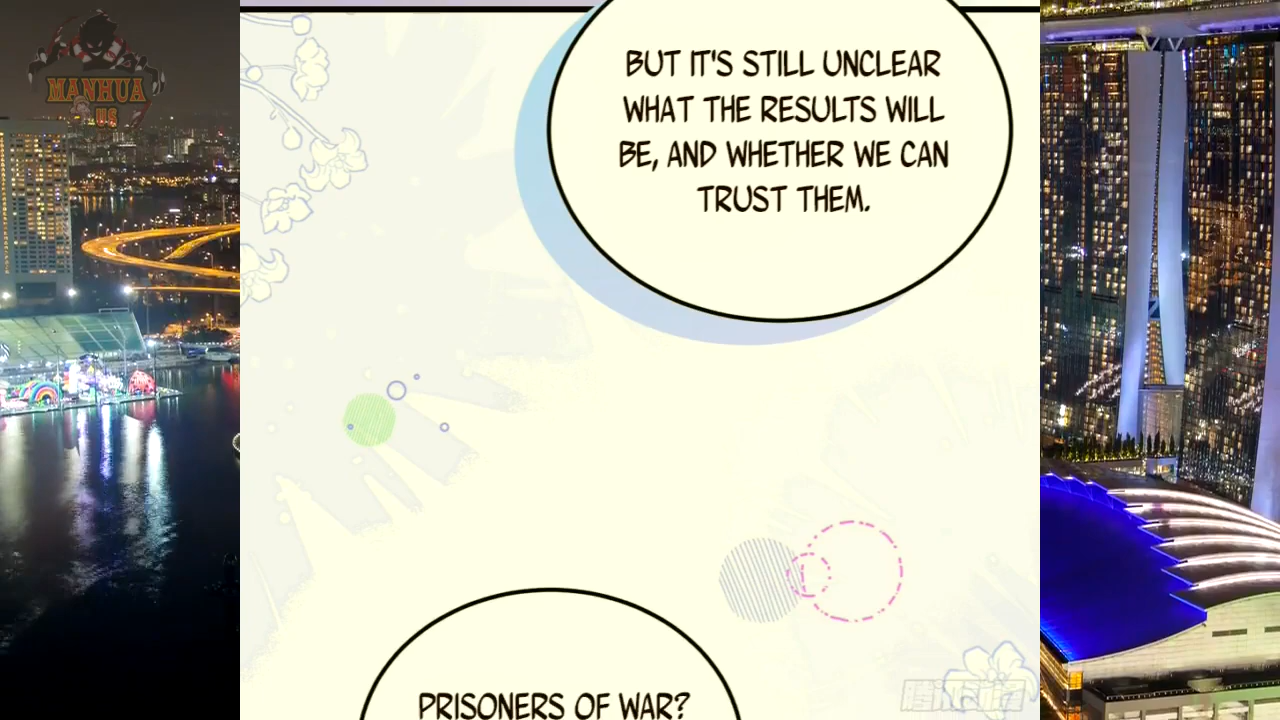 MANHUA
US
BUT IT'S STILL UNCLEAR
WHAT THE RESULTS WILL
BE, AND WHETHER WE CAN
TRUST THEM.
PRISONERS OF WAR?